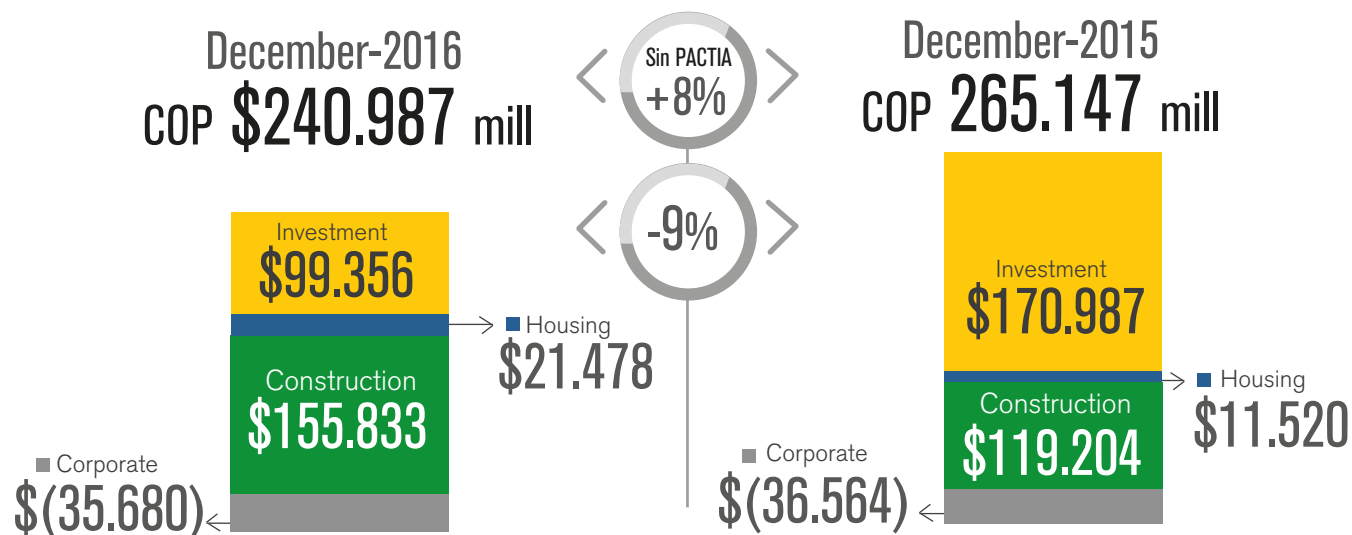 December-2016
COP $240.987 mill
Investment
$99.356
Housing
$21.478
Construction
$155.833
Corporate
$(35.680)
Sin PACTIA
+8%
-9%
December-2015
COP 265.147 mill
Investment
$170.987
Housing
$11.520
Construction
$119.204
Corporate
$(36.564)